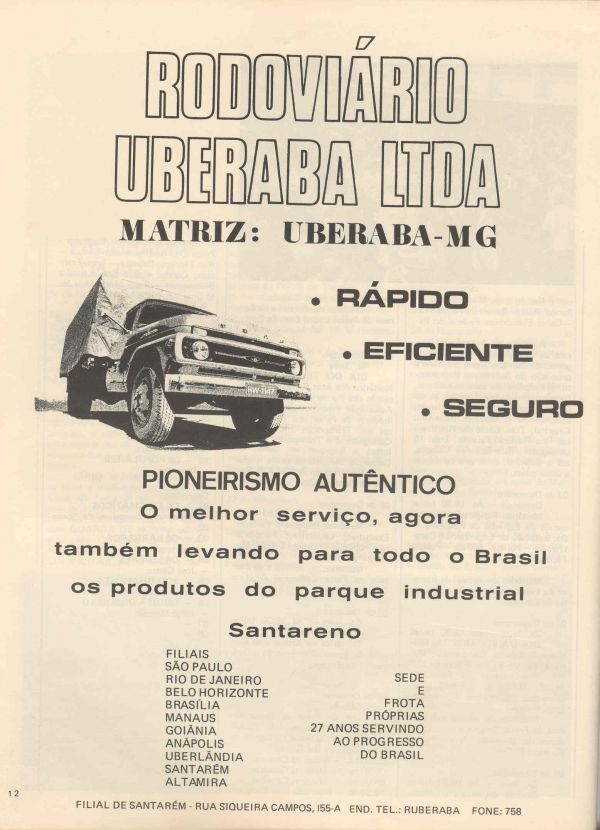 RODOVIÁRIO
UBERABA LTDA
MATRIZ: UBERABA-MG
• RÁPIDO
• EFICIENTE
• SEGURO
PIONEIRISMO AUTÊNTICO
O melhor serviço, agora
também levando para todo o Brasil
os produtos do parque industrial
Santareno
FILIAIS
SÃO PAULO
RIO DE JANEIRO
BELO HORIZONTE
BRASÍLIA
MANAUS
GOIÂNIA
ANÁPOLIS
UBERLÂNDIA
SANTARÉM
ALTAMIRA
SEDE
E
FROTA
PRÓPRIAS
27 ANOS SERVINDO
AO PROGRESSO
DO BRASIL
12
FILIAL DE SANTARÉM - RUA SIQUEIRA CAMPOS, 155-A END. TEL.: RUBERABA FONE: 758